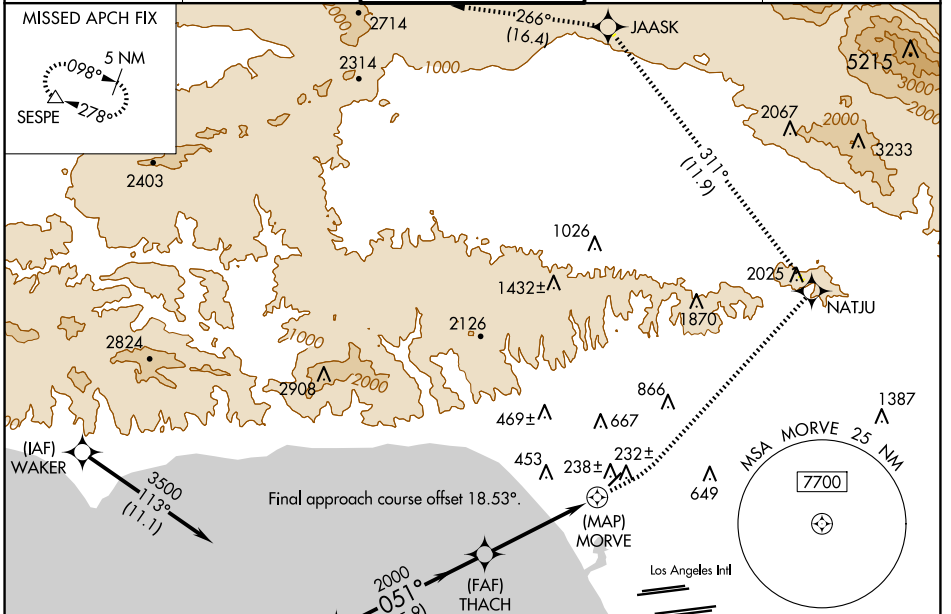 MISSED APCH FIX
098°
5 NM
278°
SESPE
2714
2314
1000
2000
266°
(16.4)
JAASK
5215
3000
2000
2067
2000
3233
2403
311°
(11.9)
1026
1432±
2025
NATJU
1870
2126
1000
2824
2908
2000
866
469±
667
1387
(IAF)
WAKER
3500
113°
(11.1)
453
238±
232±
649
MSA MORVE 25 NM
7700
Final approach course offset 18.53°.
(MAP)
MORVE
2000
051°
(FAF)
THACH
Los Angeles Intl